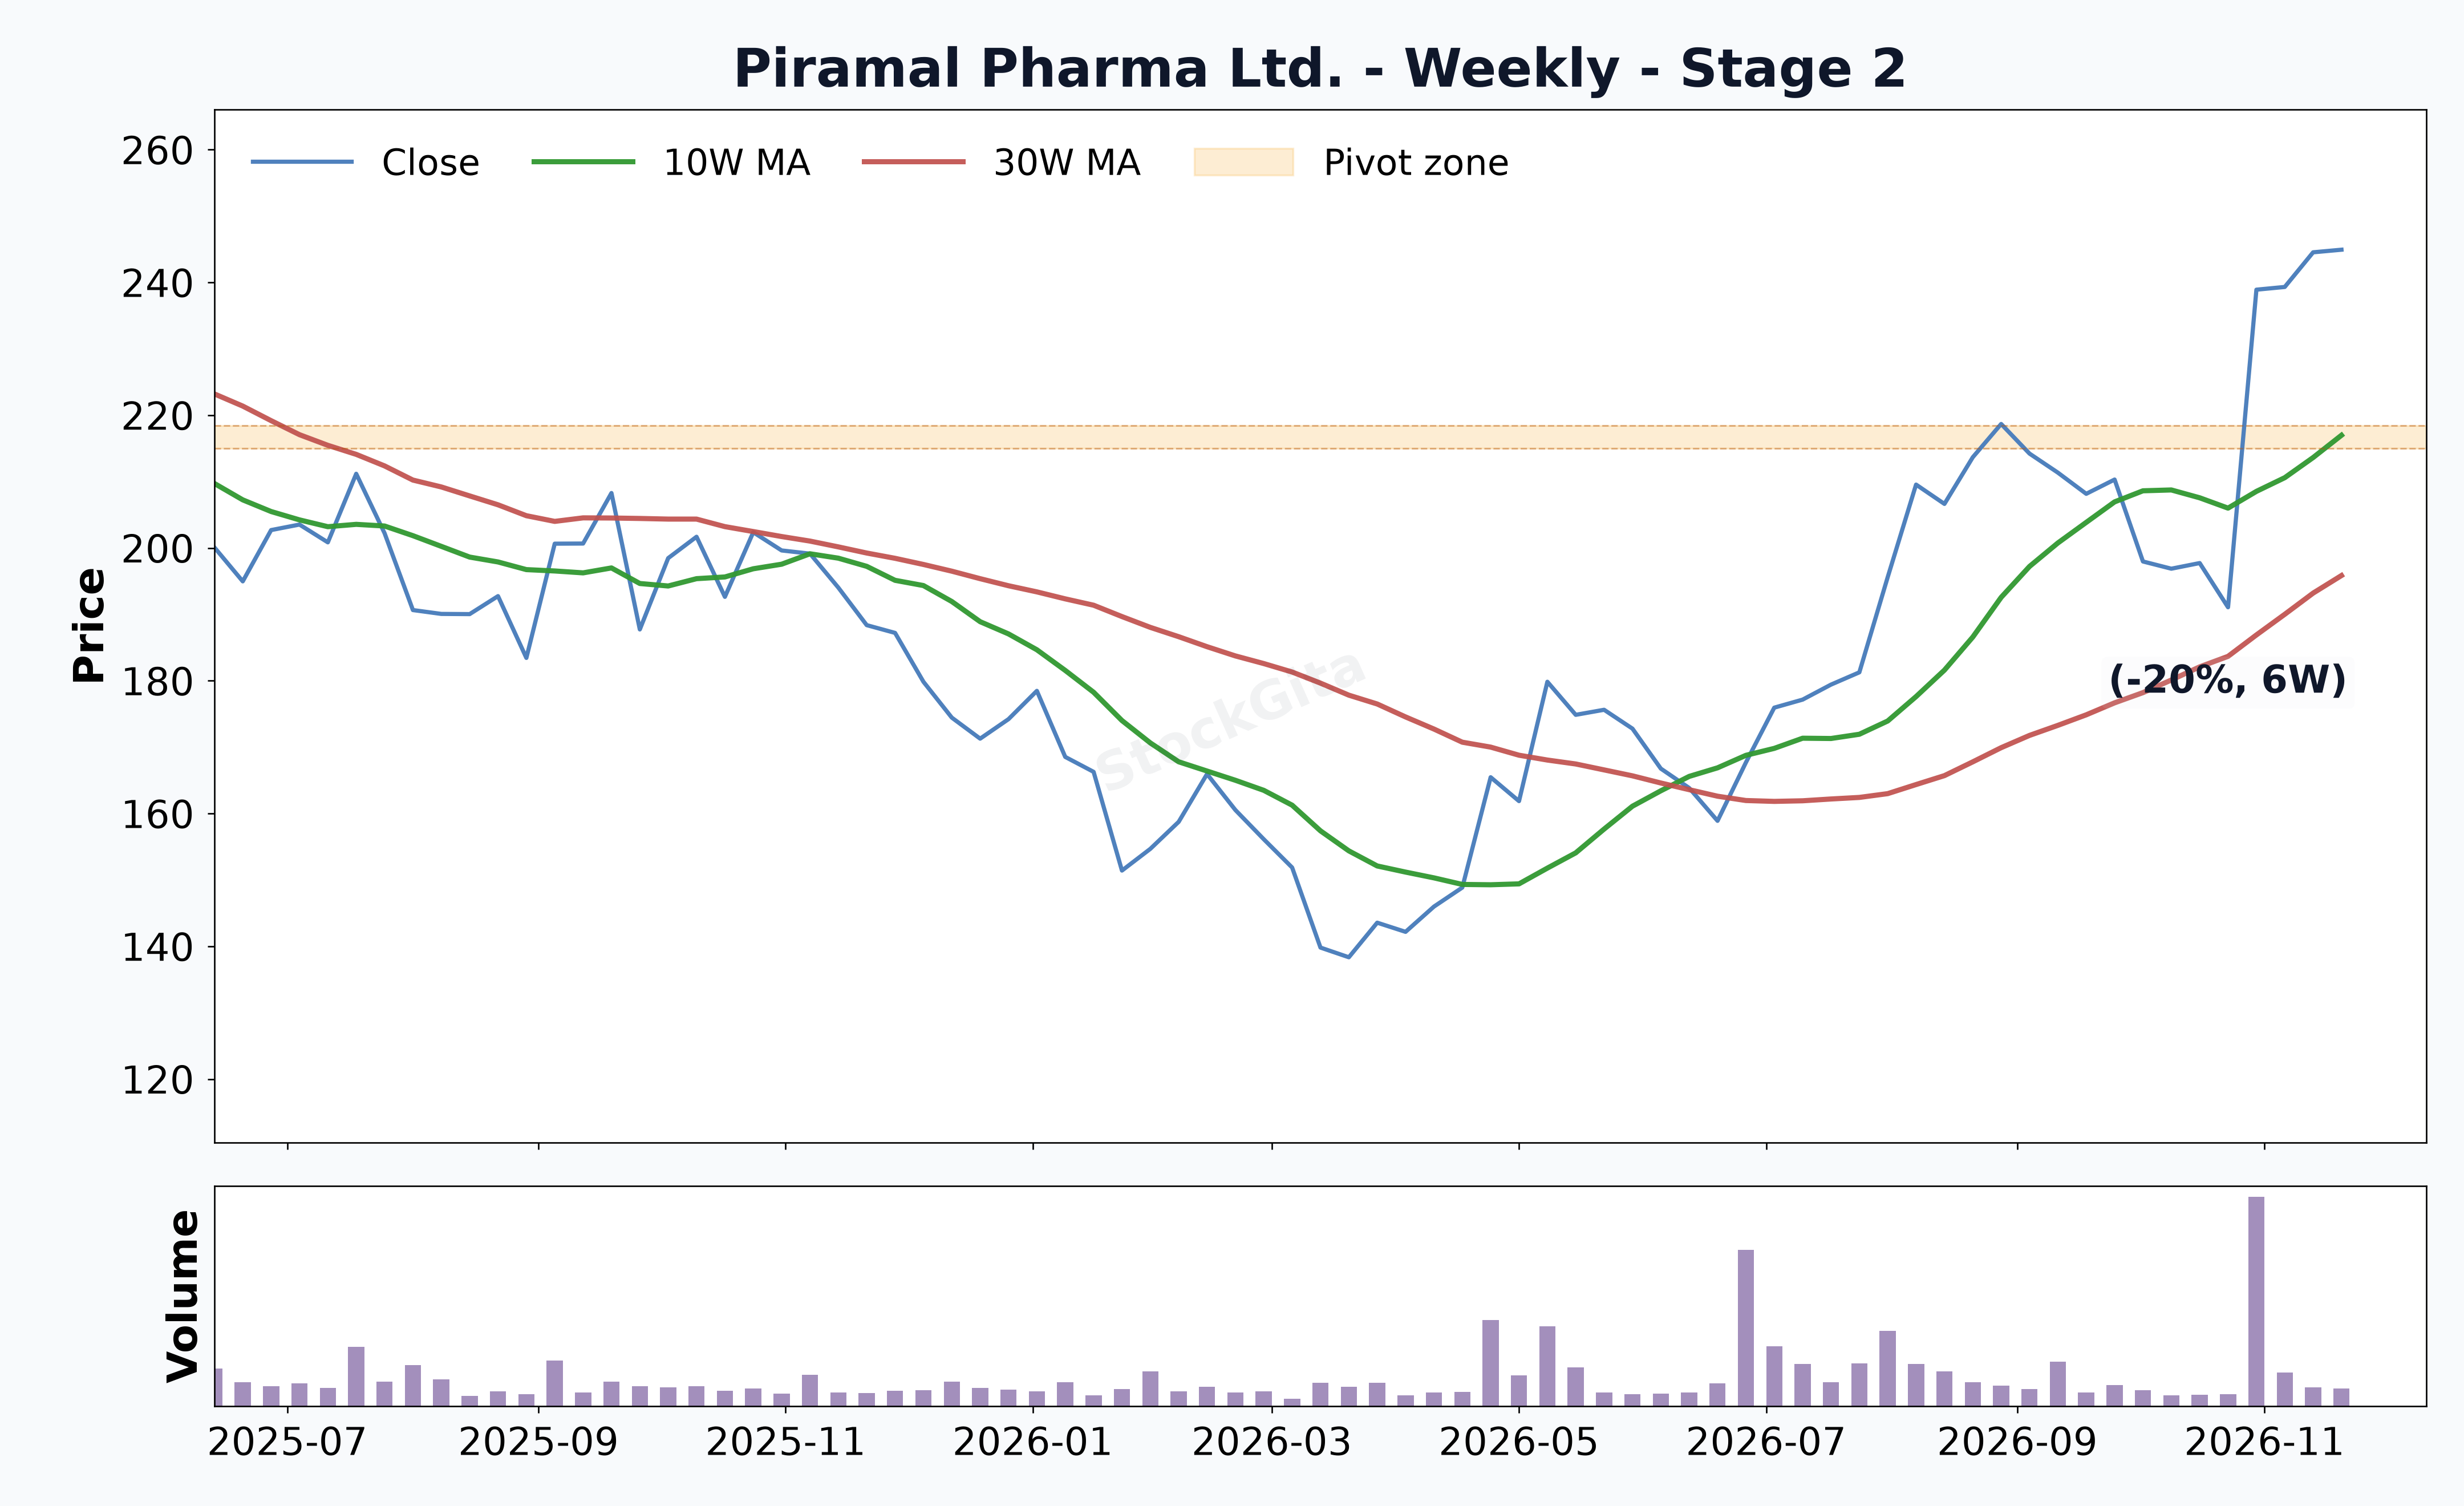 Piramal Pharma Ltd. - Weekly - Stage 2
Close 10W MA 30W MA Pivot zone
260
240
220
200
180
160
140
120
Price
(-20%, 6W)
StockGita
Volume
2025-07 2025-09 2025-11 2026-01 2026-03 2026-05 2026-07 2026-09 2026-11